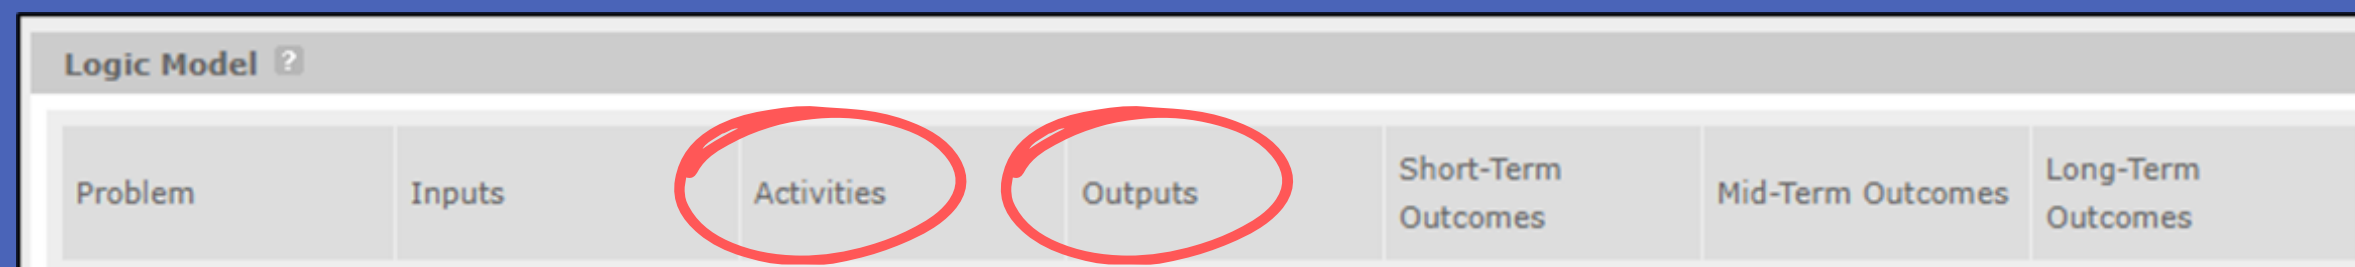 Logic Model ?
Problem
Inputs
Activities
Outputs
Short-Term
Outcomes
Mid-Term Outcomes
Long-Term
Outcomes